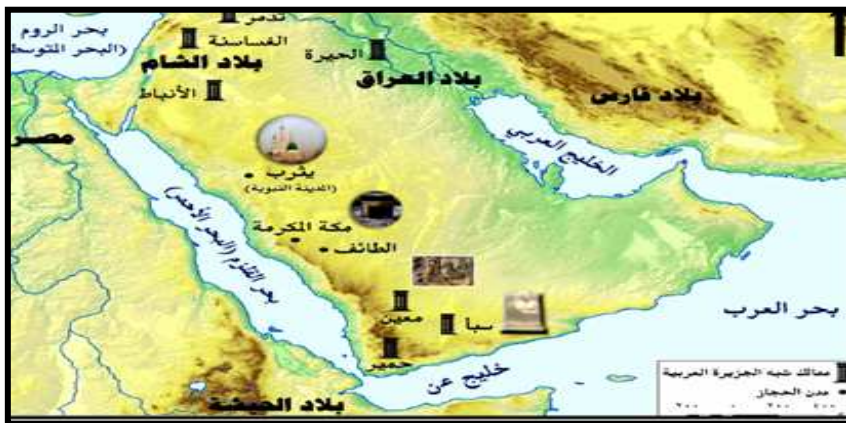 تدمر
بحر الروم
(البحر المتوسط)
الغساسنة
الحيرة
بلاد الشام
بلاد العراق
الأنباط
بلاد فارس
مصر
الخليج العربي
يثرب
(المدينة النبوية)
بحر القلزم (البحر الأحمر)
مكة المكرمة
الطائف
معين
سبأ
بحر العرب
حمير
خليج عدن
ممالك شبه الجزيرة العربية
مدن الحجاز
بلاد الحبشة